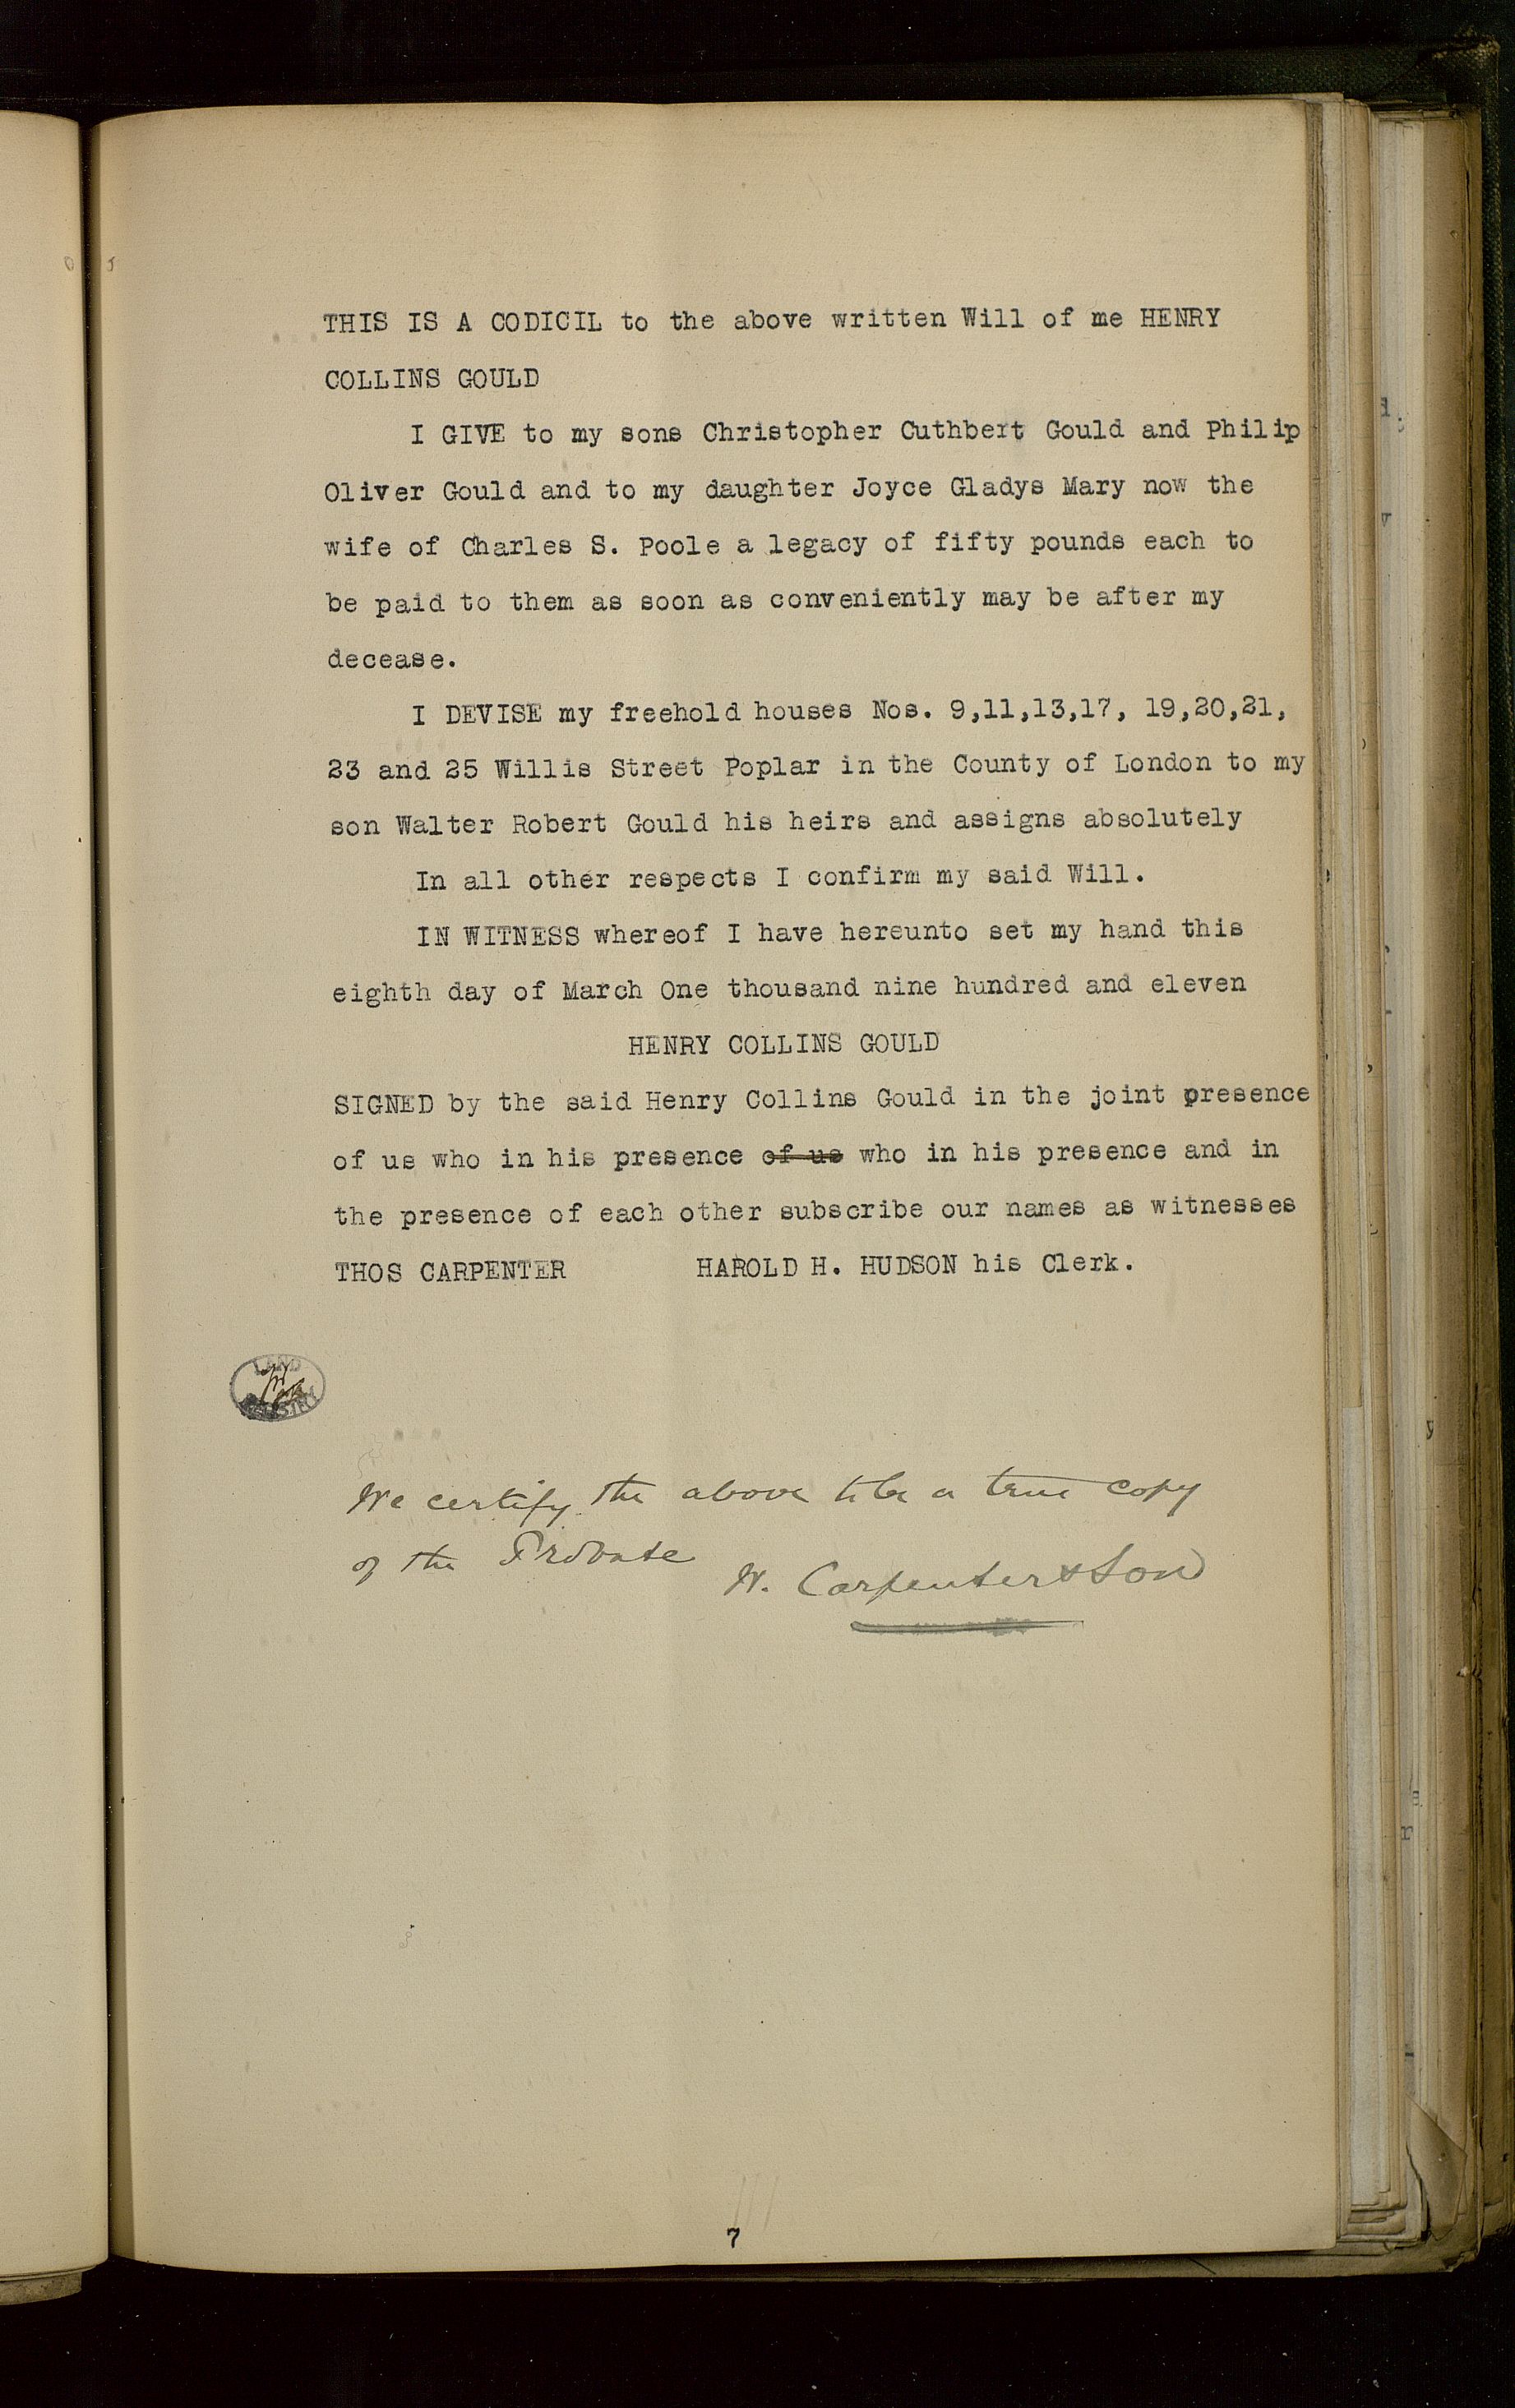 THIS IS A CODICIL to the above written Will of me HENRY
COLLINS GOULD
I GIVE to my sons Christopher Cuthbert Gould and Philip
Oliver Gould and to my daughter Joyce Gladys Mary now the
wife of Charles S. Poole a legacy of fifty pounds each to
be paid to them as soon as conveniently may be after my
decease.
I DEVISE my freehold houses Nos. 9,11,13,17, 19,20,21,
23 and 25 Willis Street Poplar in the County of London to my
son Walter Robert Gould his heirs and assigns absolutely
In all other respects I confirm my said Will.
IN WITNESS whereof I have hereunto set my hand this
eighth day of March One thousand nine hundred and eleven
HENRY COLLINS GOULD
SIGNED by the said Henry Collins Gould in the joint presence
of us who in his presence of us who in his presence and in
the presence of each other subscribe our names as witnesses
THOS CARPENTER HAROLD H. HUDSON his Clerk.
LAND
REGISTRY
We certify the above to be a true copy
of the Probate
W. Carpenter & Son
7